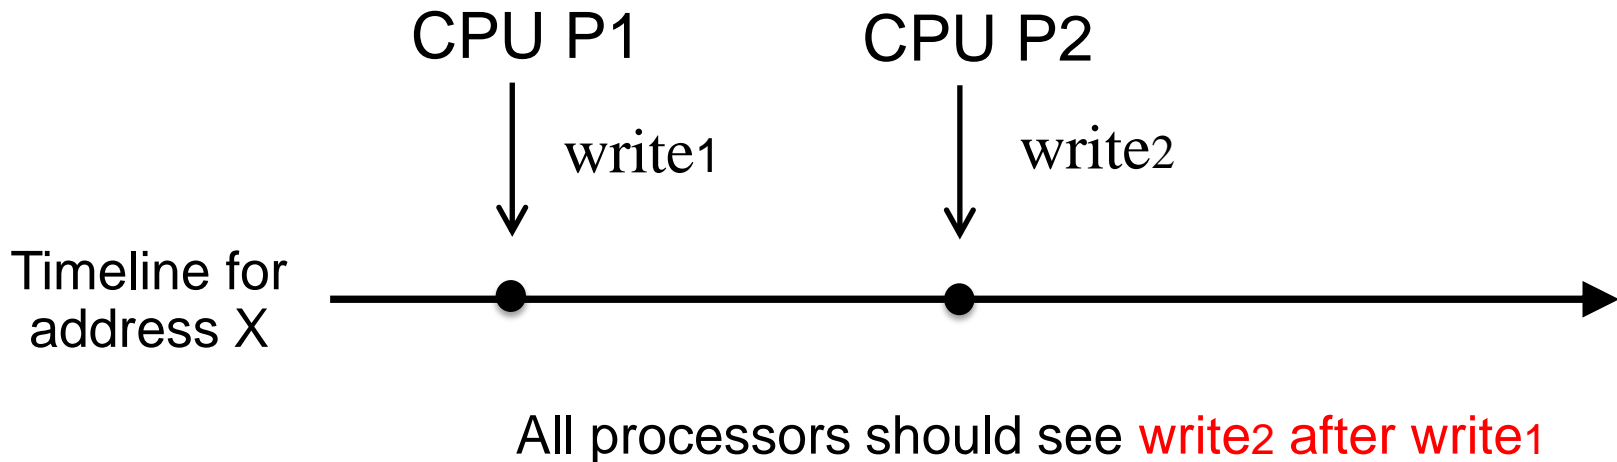 CPU P1 CPU P2
write1 write2
Timeline for
address X
All processors should see write2 after write1